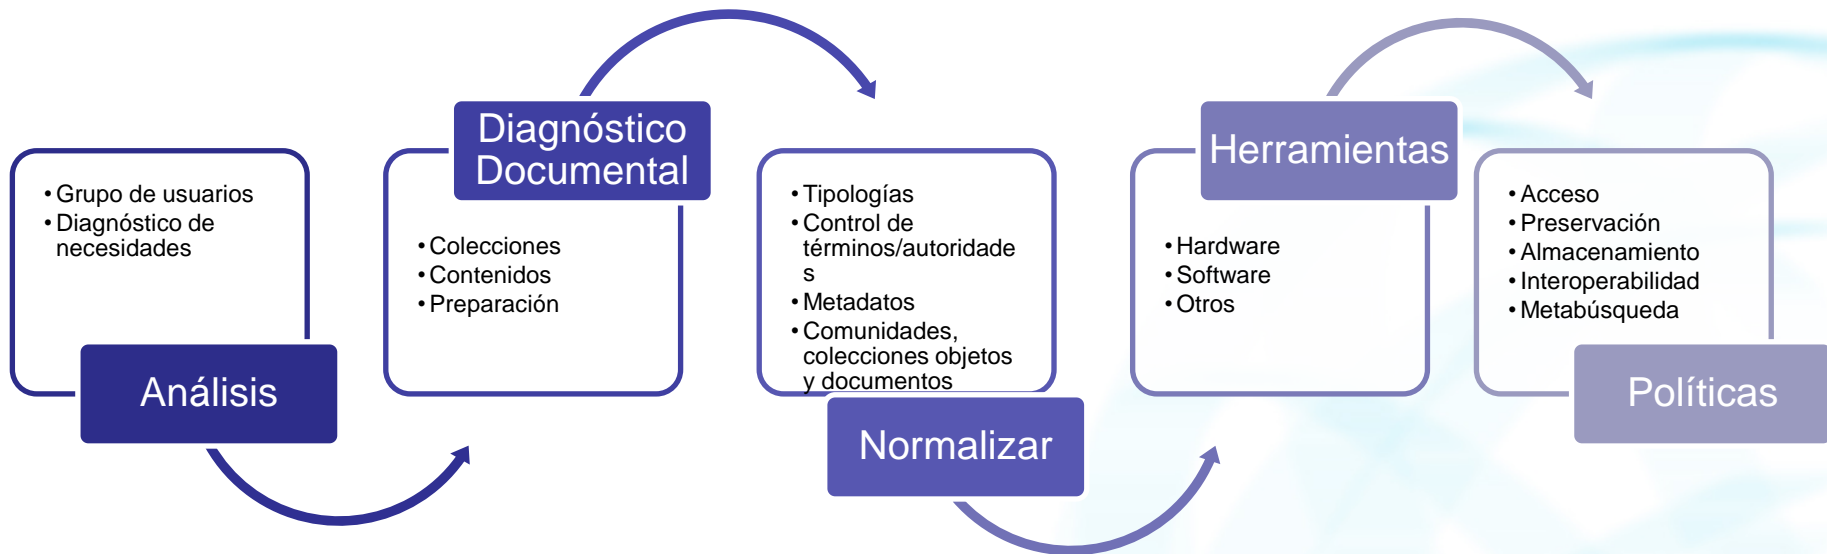 • Grupo de usuarios
• Diagnóstico de
necesidades
Análisis
Diagnóstico
Documental
• Colecciones
• Contenidos
• Preparación
• Tipologías
• Control de
términos/autoridade
s
• Metadatos
• Comunidades,
colecciones objetos
y documentos
Normalizar
Herramientas
• Hardware
• Software
• Otros
• Acceso
• Preservación
• Almacenamiento
• Interoperabilidad
• Metabúsqueda
Políticas